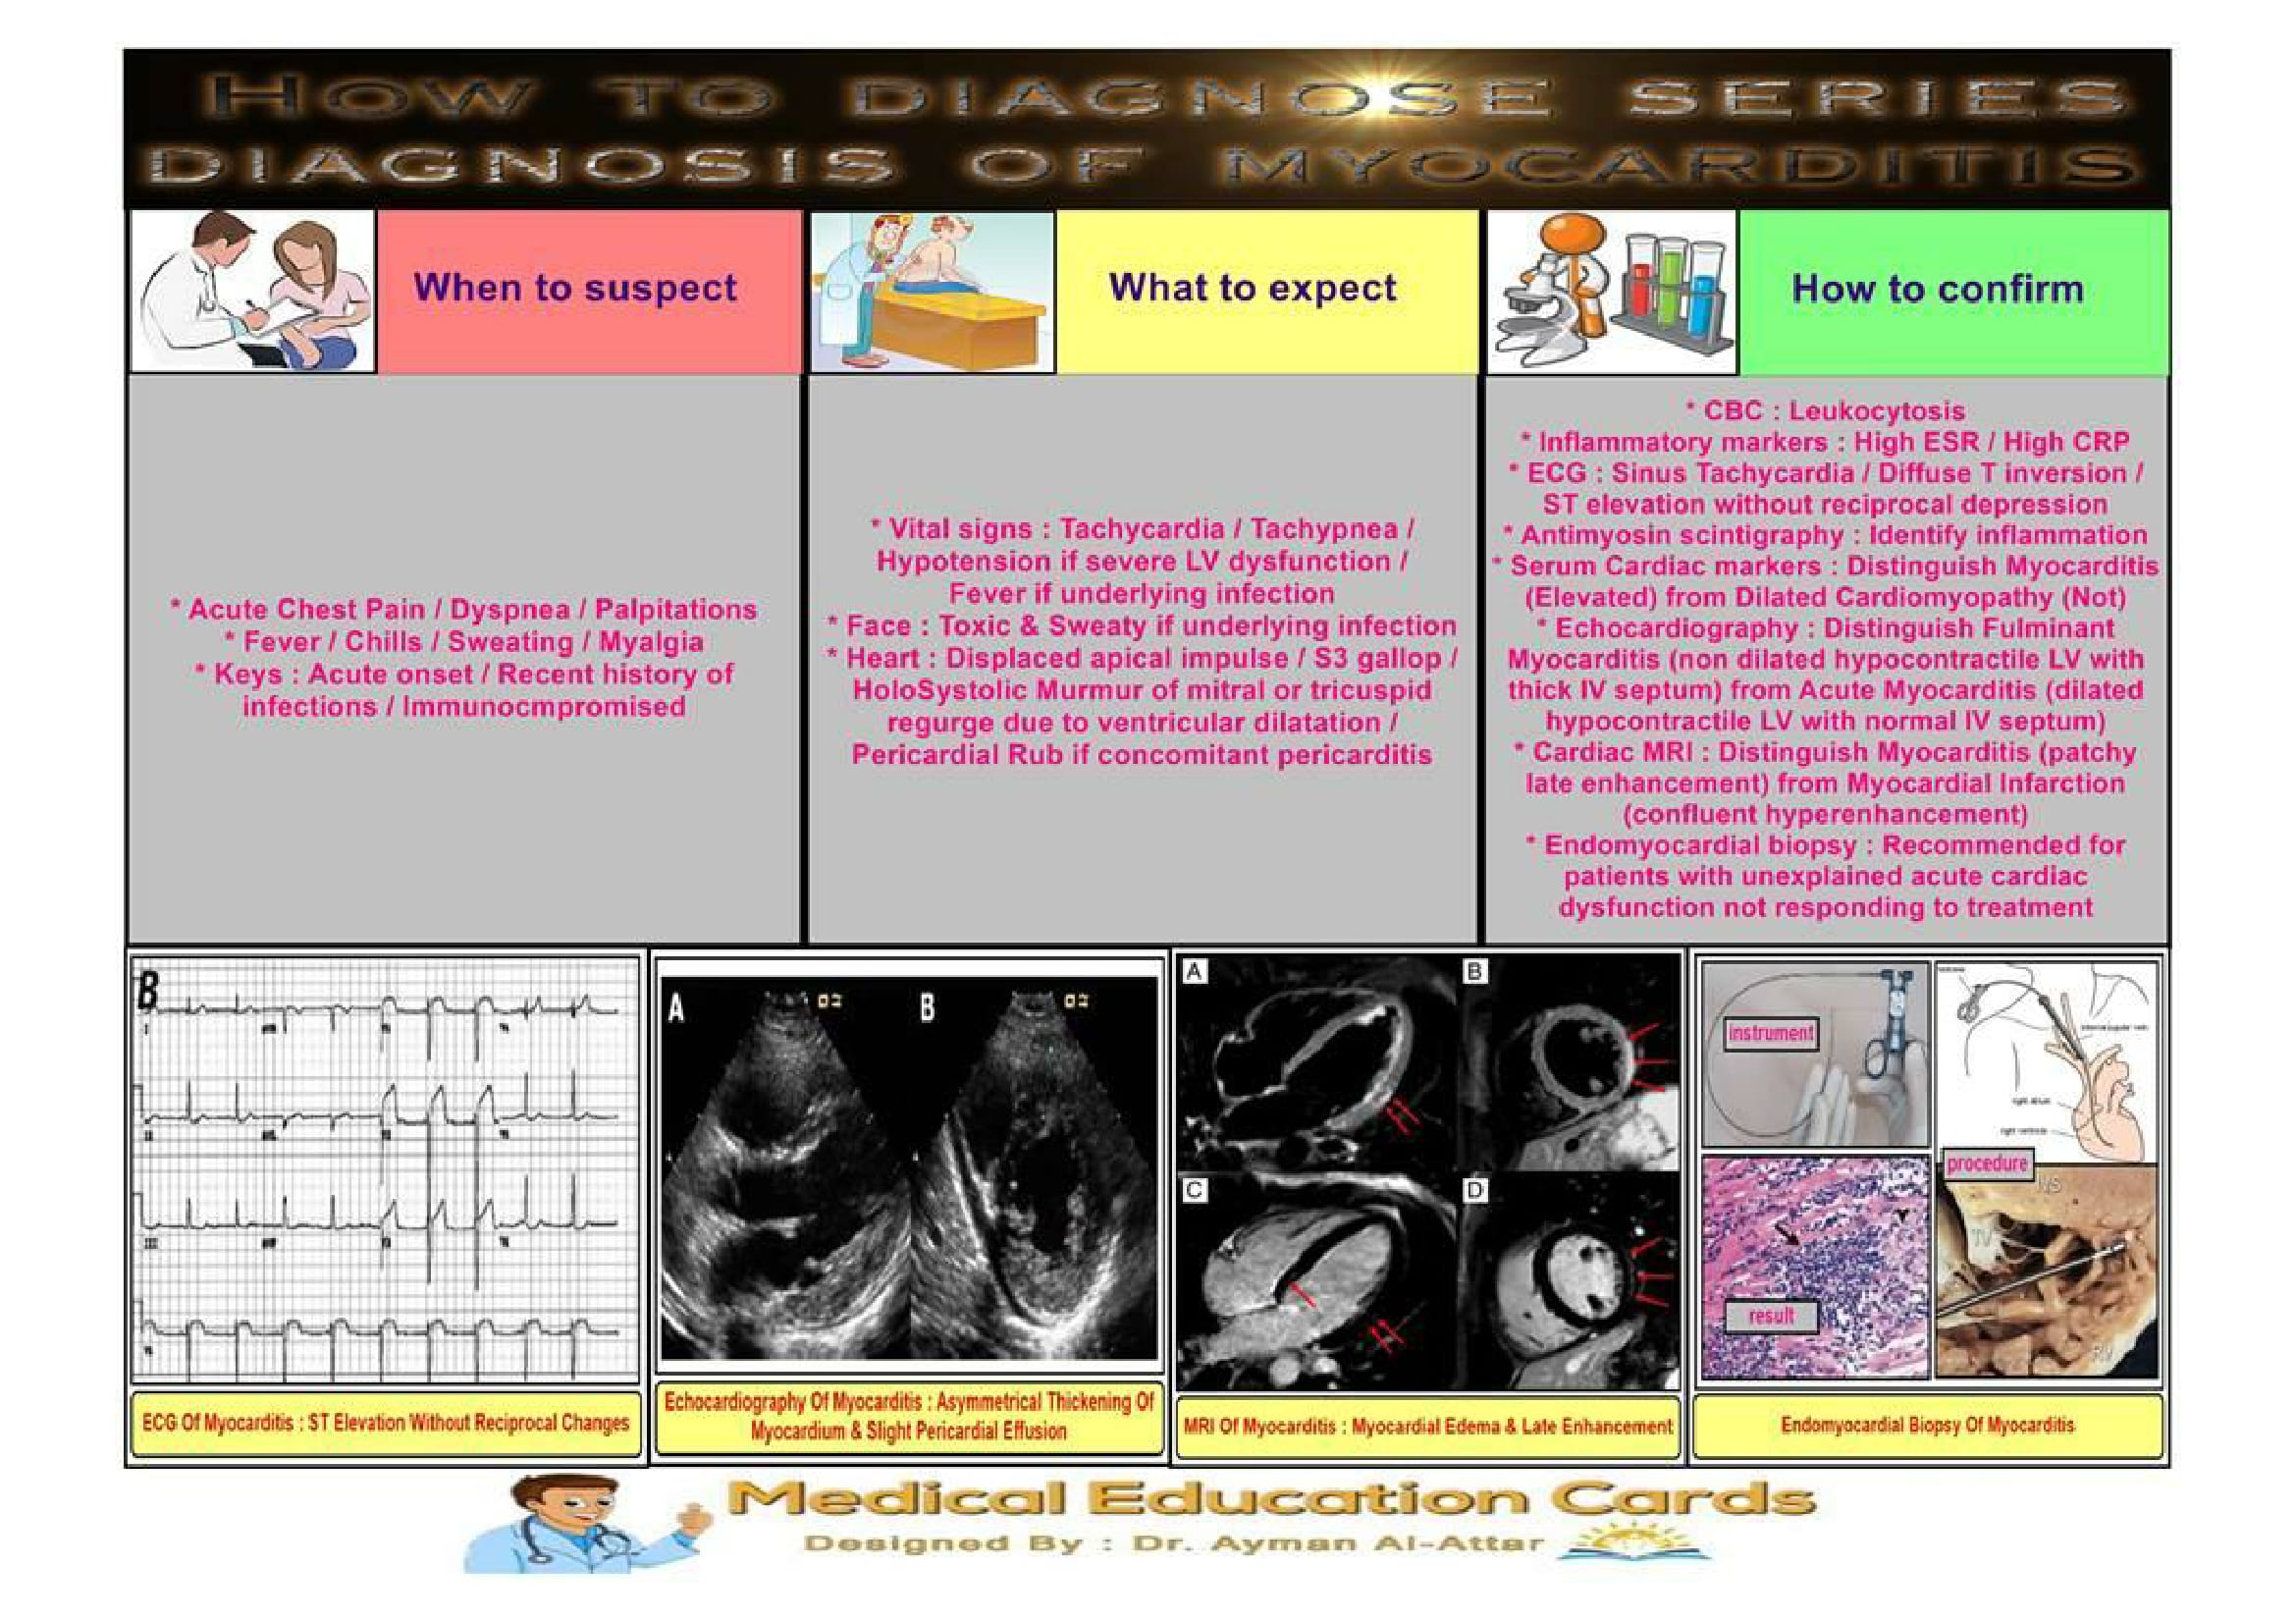 How to diagnose series
diagnosis of myocarditis
When to suspect
What to expect
How to confirm
* Acute Chest Pain / Dyspnea / Palpitations
* Fever / Chills / Sweating / Myalgia
* Keys : Acute onset / Recent history of
infections / Immunocmpromised
* Vital signs : Tachycardia / Tachypnea /
Hypotension if severe LV dysfunction /
Fever if underlying infection
* Face : Toxic & Sweaty if underlying infection
* Heart : Displaced apical impulse / S3 gallop /
HoloSystolic Murmur of mitral or tricuspid
regurge due to ventricular dilatation /
Pericardial Rub if concomitant pericarditis
* CBC : Leukocytosis
* Inflammatory markers : High ESR / High CRP
* ECG : Sinus Tachycardia / Diffuse T inversion /
ST elevation without reciprocal depression
* Antimyosin scintigraphy : Identify inflammation
* Serum Cardiac markers : Distinguish Myocarditis
(Elevated) from Dilated Cardiomyopathy (Not)
* Echocardiography : Distinguish Fulminant
Myocarditis (non dilated hypocontractile LV with
thick IV septum) from Acute Myocarditis (dilated
hypocontractile LV with normal IV septum)
* Cardiac MRI : Distinguish Myocarditis (patchy
late enhancement) from Myocardial Infarction
(confluent hyperenhancement)
* Endomyocardial biopsy : Recommended for
patients with unexplained acute cardiac
dysfunction not responding to treatment
B
ECG Of Myocarditis : ST Elevation Without Reciprocal Changes
A
B
Echocardiography Of Myocarditis : Asymmetrical Thickening Of
Myocardium & Slight Pericardial Effusion
A
B
C
D
MRI Of Myocarditis : Myocardial Edema & Late Enhancement
instrument
right atrium
right ventricle
procedure
result
TV
RV
Endomyocardial Biopsy Of Myocarditis
Medical Education Cards
Designed By : Dr. Ayman Al-Attar